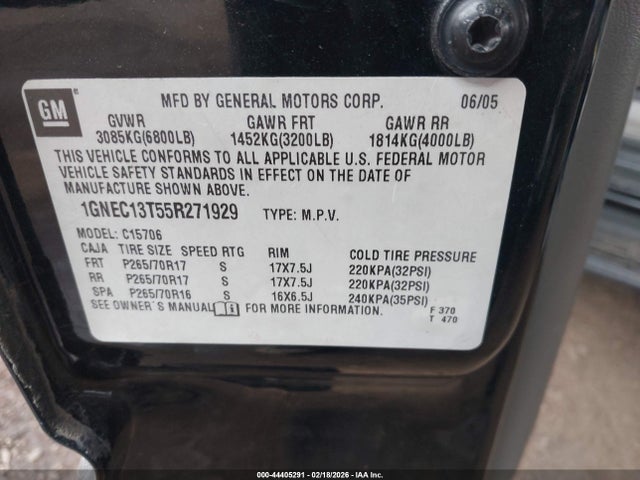 GM
MFD BY GENERAL MOTORS CORP. 06/05
GVWR GAWR FRT GAWR RR
3085KG(6800LB) 1452KG(3200LB) 1814KG(4000LB)
THIS VEHICLE CONFORMS TO ALL APPLICABLE U.S. FEDERAL MOTOR
VEHICLE SAFETY STANDARDS IN EFFECT ON THE DATE OF
MANUFACTURE SHOWN ABOVE.
1GNEC13T55R271929 TYPE: M.P.V.
MODEL: C15706
CAJA TIRE SIZE SPEED RTG RIM COLD TIRE PRESSURE
FRT P265/70R17 S 17X7.5J 220KPA(32PSI)
RR P265/70R17 S 17X7.5J 220KPA(32PSI)
SPA P265/70R16 S 16X6.5J 240KPA(35PSI)
SEE OWNER'S MANUAL FOR MORE INFORMATION.
F 370
T 470
000-44405291 - 02/18/2026 - IAA Inc.